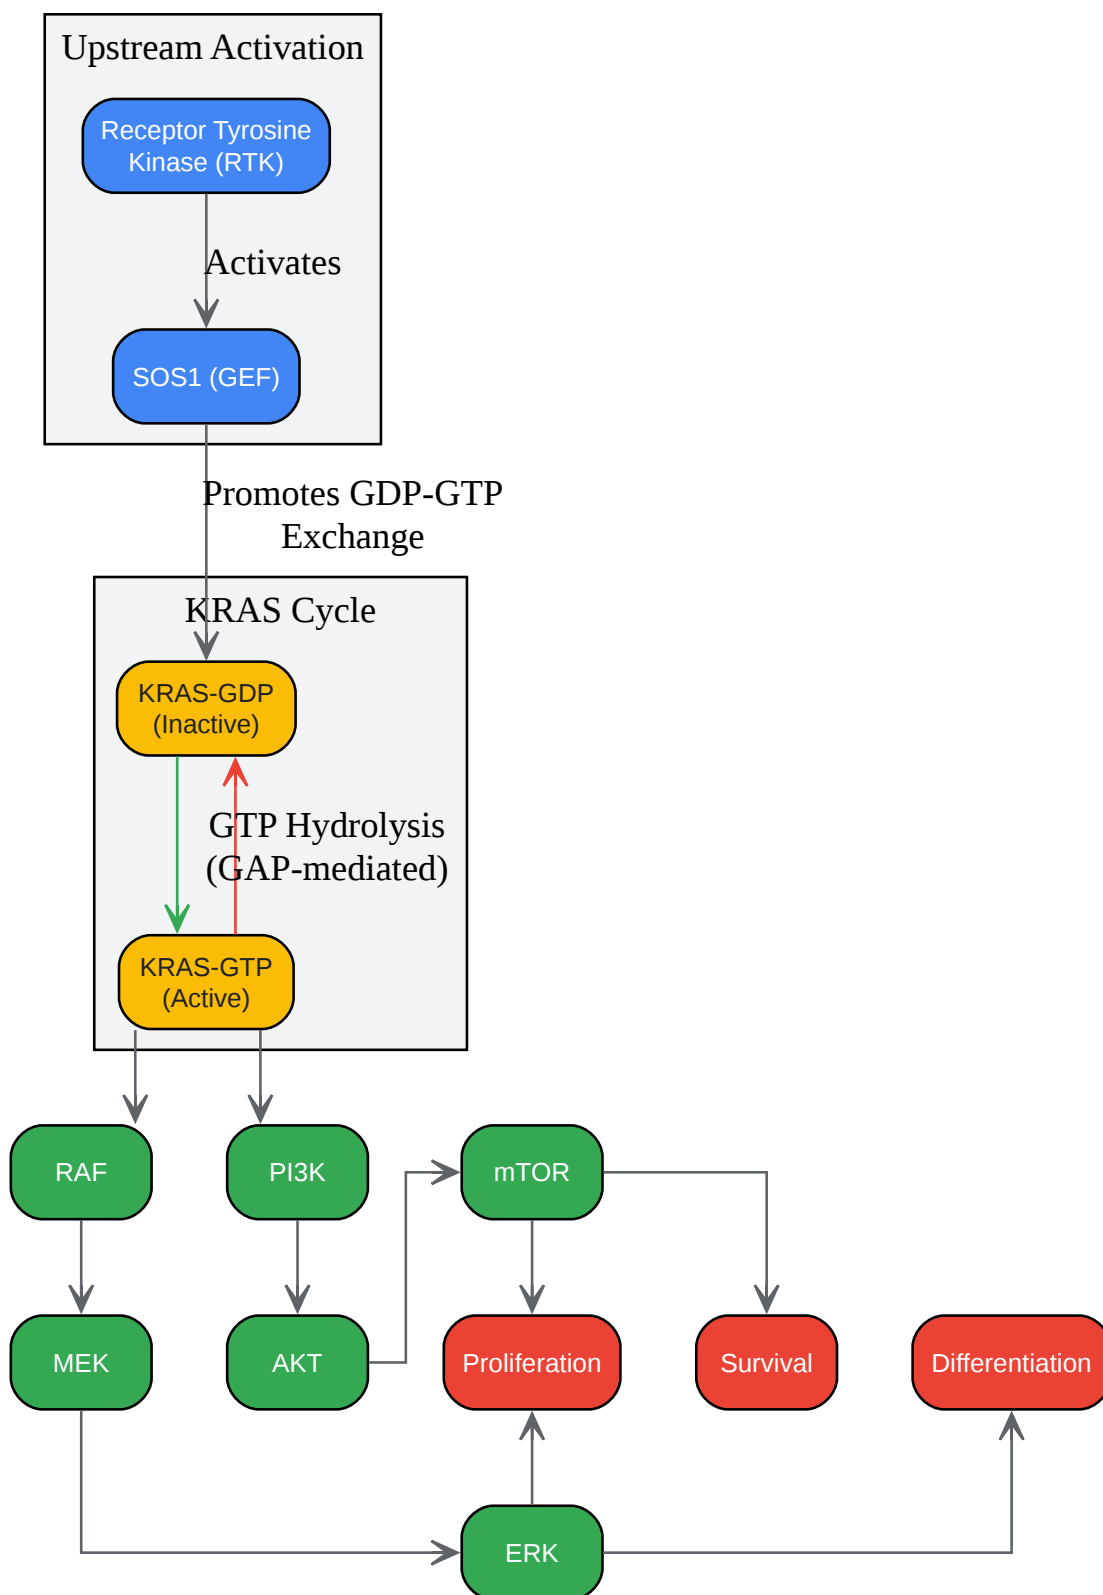 Upstream Activation
Receptor Tyrosine
Kinase (RTK)
Activates
SOS1 (GEF)
Promotes GDP-GTP
Exchange
KRAS Cycle
KRAS-GDP
(Inactive)
GTP Hydrolysis
(GAP-mediated)
KRAS-GTP
(Active)
RAF
PI3K
mTOR
MEK
AKT
Proliferation
Survival
Differentiation
ERK